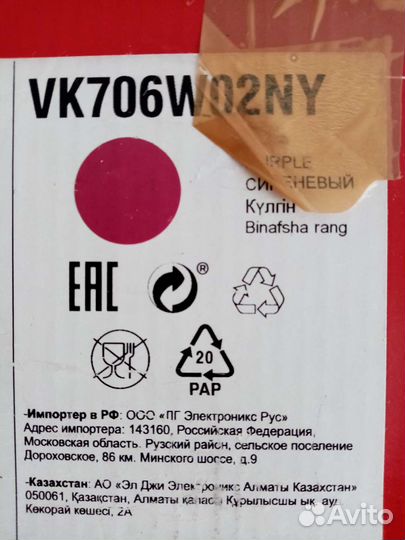 VK706W02NY
PURPLE
СИРЕНЕВЫЙ
Күлгін
Binafsha rang
EAC
®
20
PAP
-Импортер в РФ: ООО «ЛГ Электроникс Рус»
Адрес импортера: 143160, Российская Федерация,
Московская область. Рузский район, сельское поселение
Дороховское, 86 км. Минского шоссе, д.9
-Казахстан: АО «Эл Джи Электроникс Алматы Казахстан»
050061, Қазақстан, Алматы қаласы Құрылысшы ық. ауд.
Көкорай көшесі, 2А
Avito